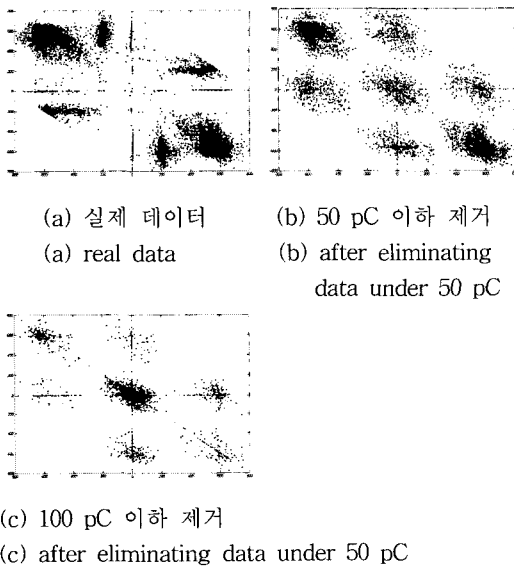 (a) 실제 데이터
(a) real data
(b) 50 pC 이하 제거
(b) after eliminating
data under 50 pC
(c) 100 pC 이하 제거
(c) after eliminating data under 50 pC